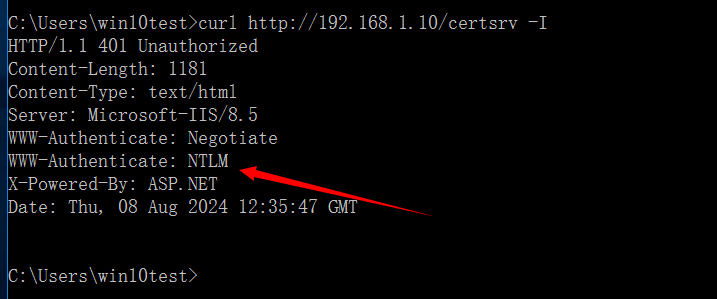 C:\Users\win10test>curl http://192.168.1.10/certsrv -I
HTTP/1.1 401 Unauthorized
Content-Length: 1181
Content-Type: text/html
Server: Microsoft-IIS/8.5
WWW-Authenticate: Negotiate
WWW-Authenticate: NTLM
X-Powered-By: ASP.NET
Date: Thu, 08 Aug 2024 12:35:47 GMT
C:\Users\win10test>